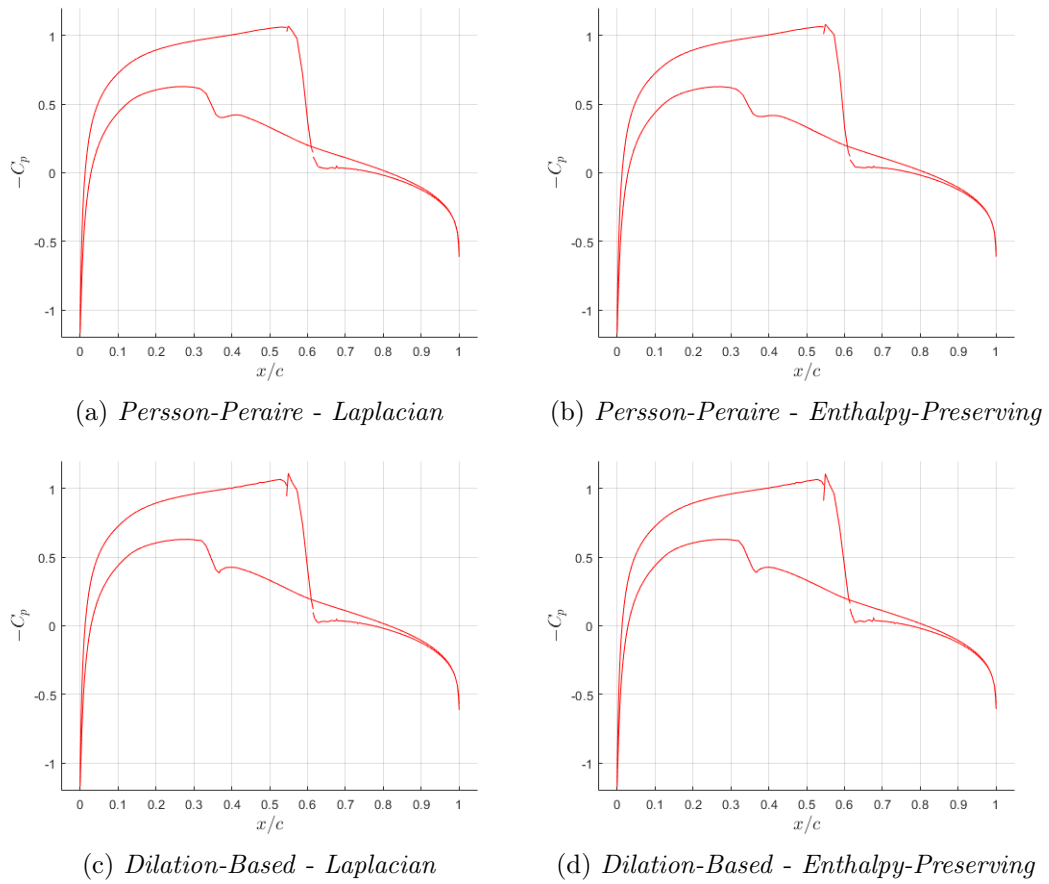 1
0.5
0
-0.5
-1
−C_p
0 0.1 0.2 0.3 0.4 0.5 0.6 0.7 0.8 0.9 1
x/c
(a) Persson-Peraire - Laplacian
1
0.5
0
-0.5
-1
−C_p
0 0.1 0.2 0.3 0.4 0.5 0.6 0.7 0.8 0.9 1
x/c
(b) Persson-Peraire - Enthalpy-Preserving
1
0.5
0
-0.5
-1
−C_p
0 0.1 0.2 0.3 0.4 0.5 0.6 0.7 0.8 0.9 1
x/c
(c) Dilation-Based - Laplacian
1
0.5
0
-0.5
-1
−C_p
0 0.1 0.2 0.3 0.4 0.5 0.6 0.7 0.8 0.9 1
x/c
(d) Dilation-Based - Enthalpy-Preserving